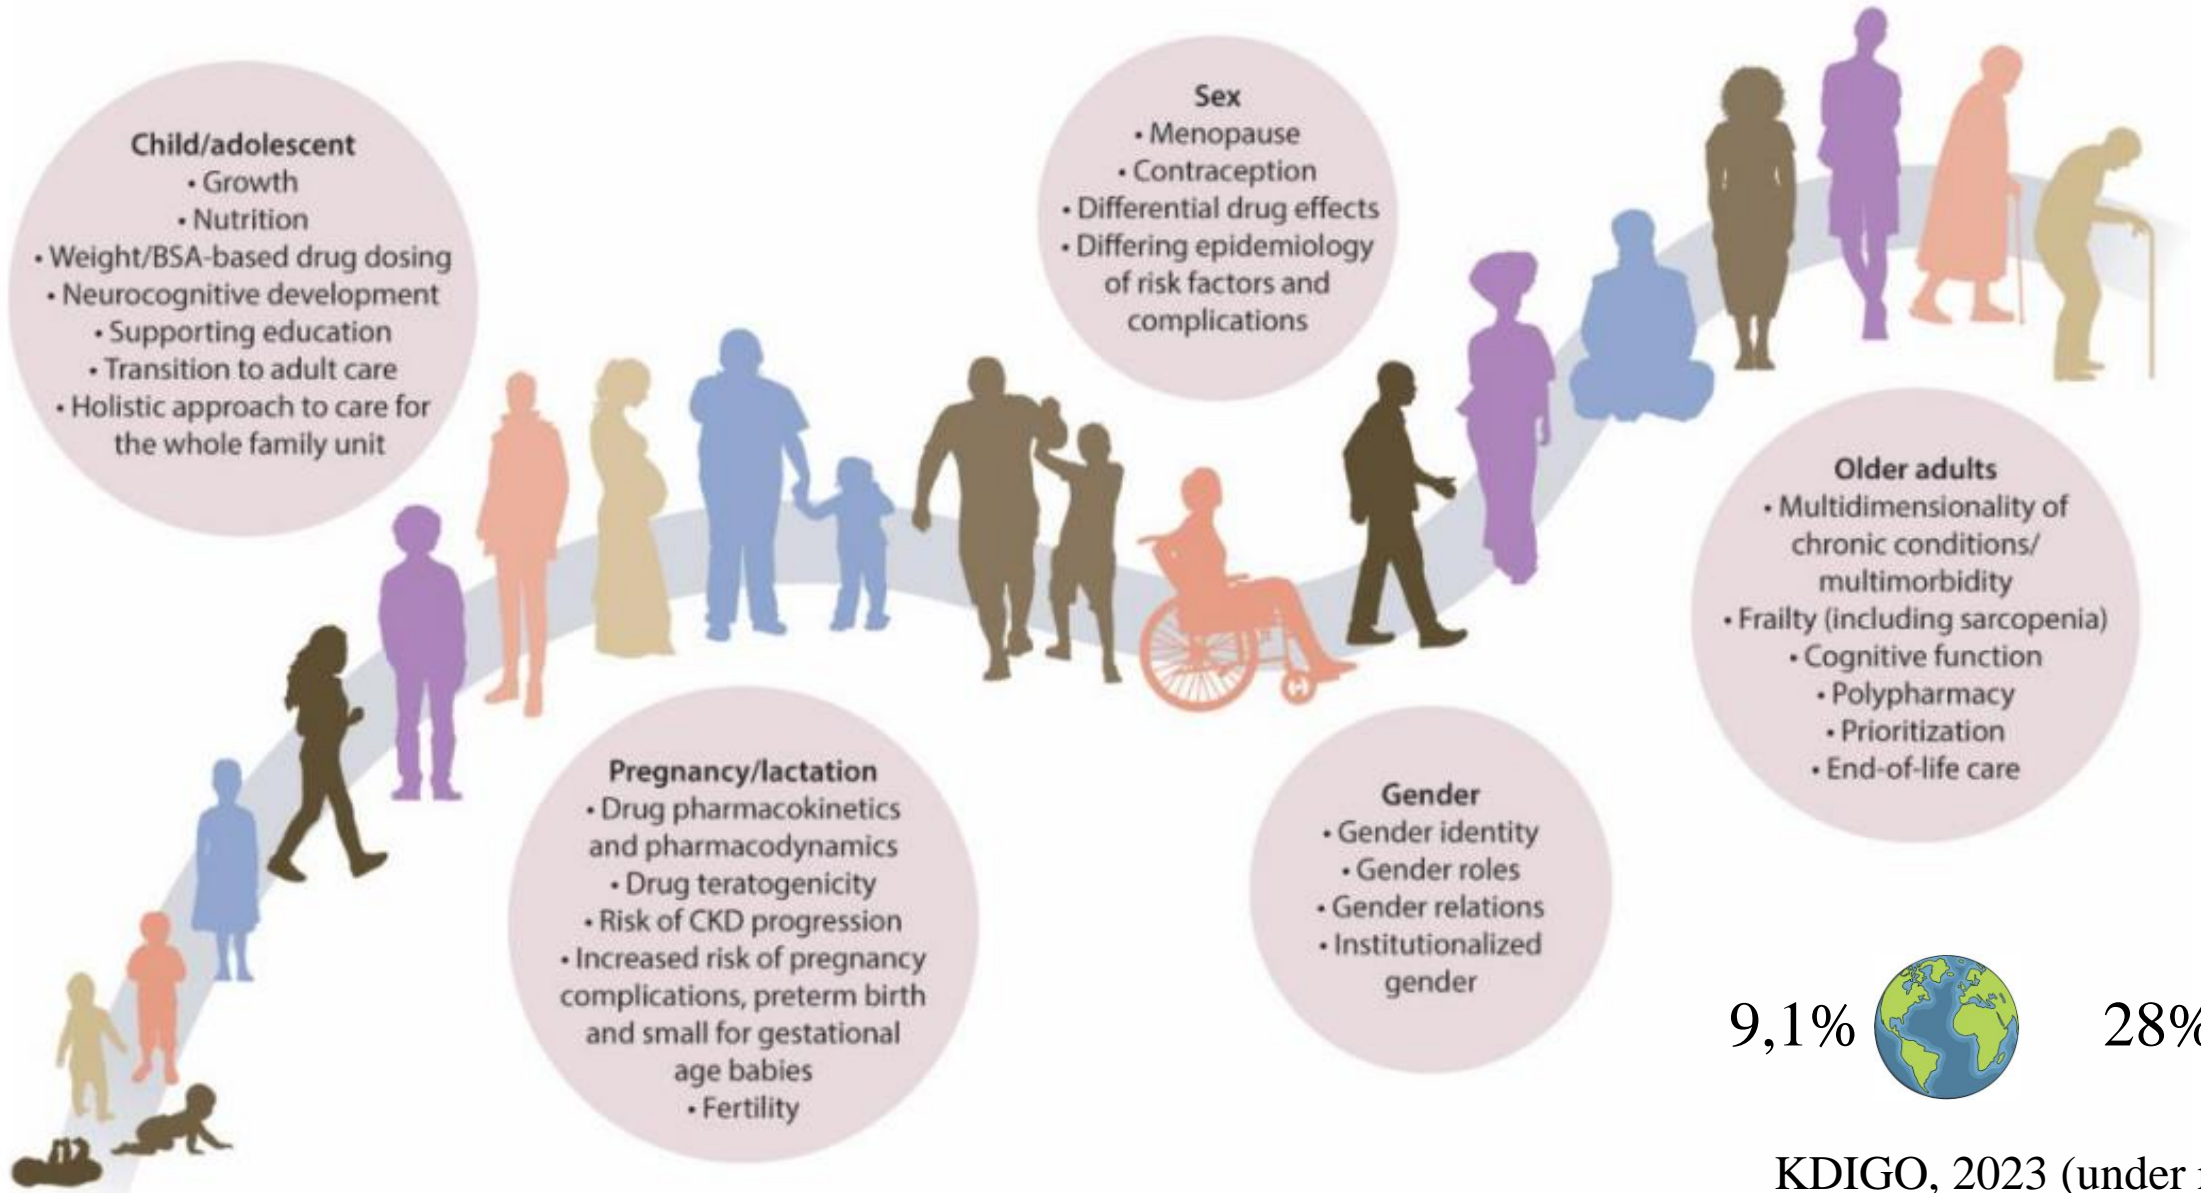 Child/adolescent
• Growth
• Nutrition
• Weight/BSA-based drug dosing
• Neurocognitive development
• Supporting education
• Transition to adult care
• Holistic approach to care for
the whole family unit
Sex
• Menopause
• Contraception
• Differential drug effects
• Differing epidemiology
of risk factors and
complications
Pregnancy/lactation
• Drug pharmacokinetics
and pharmacodynamics
• Drug teratogenicity
• Risk of CKD progression
• Increased risk of pregnancy
complications, preterm birth
and small for gestational
age babies
• Fertility
Gender
• Gender identity
• Gender roles
• Gender relations
• Institutionalized
gender
Older adults
• Multidimensionality of
chronic conditions/
multimorbidity
• Frailty (including sarcopenia)
• Cognitive function
• Polypharmacy
• Prioritization
• End-of-life care
9,1%
28%
KDIGO, 2023 (under